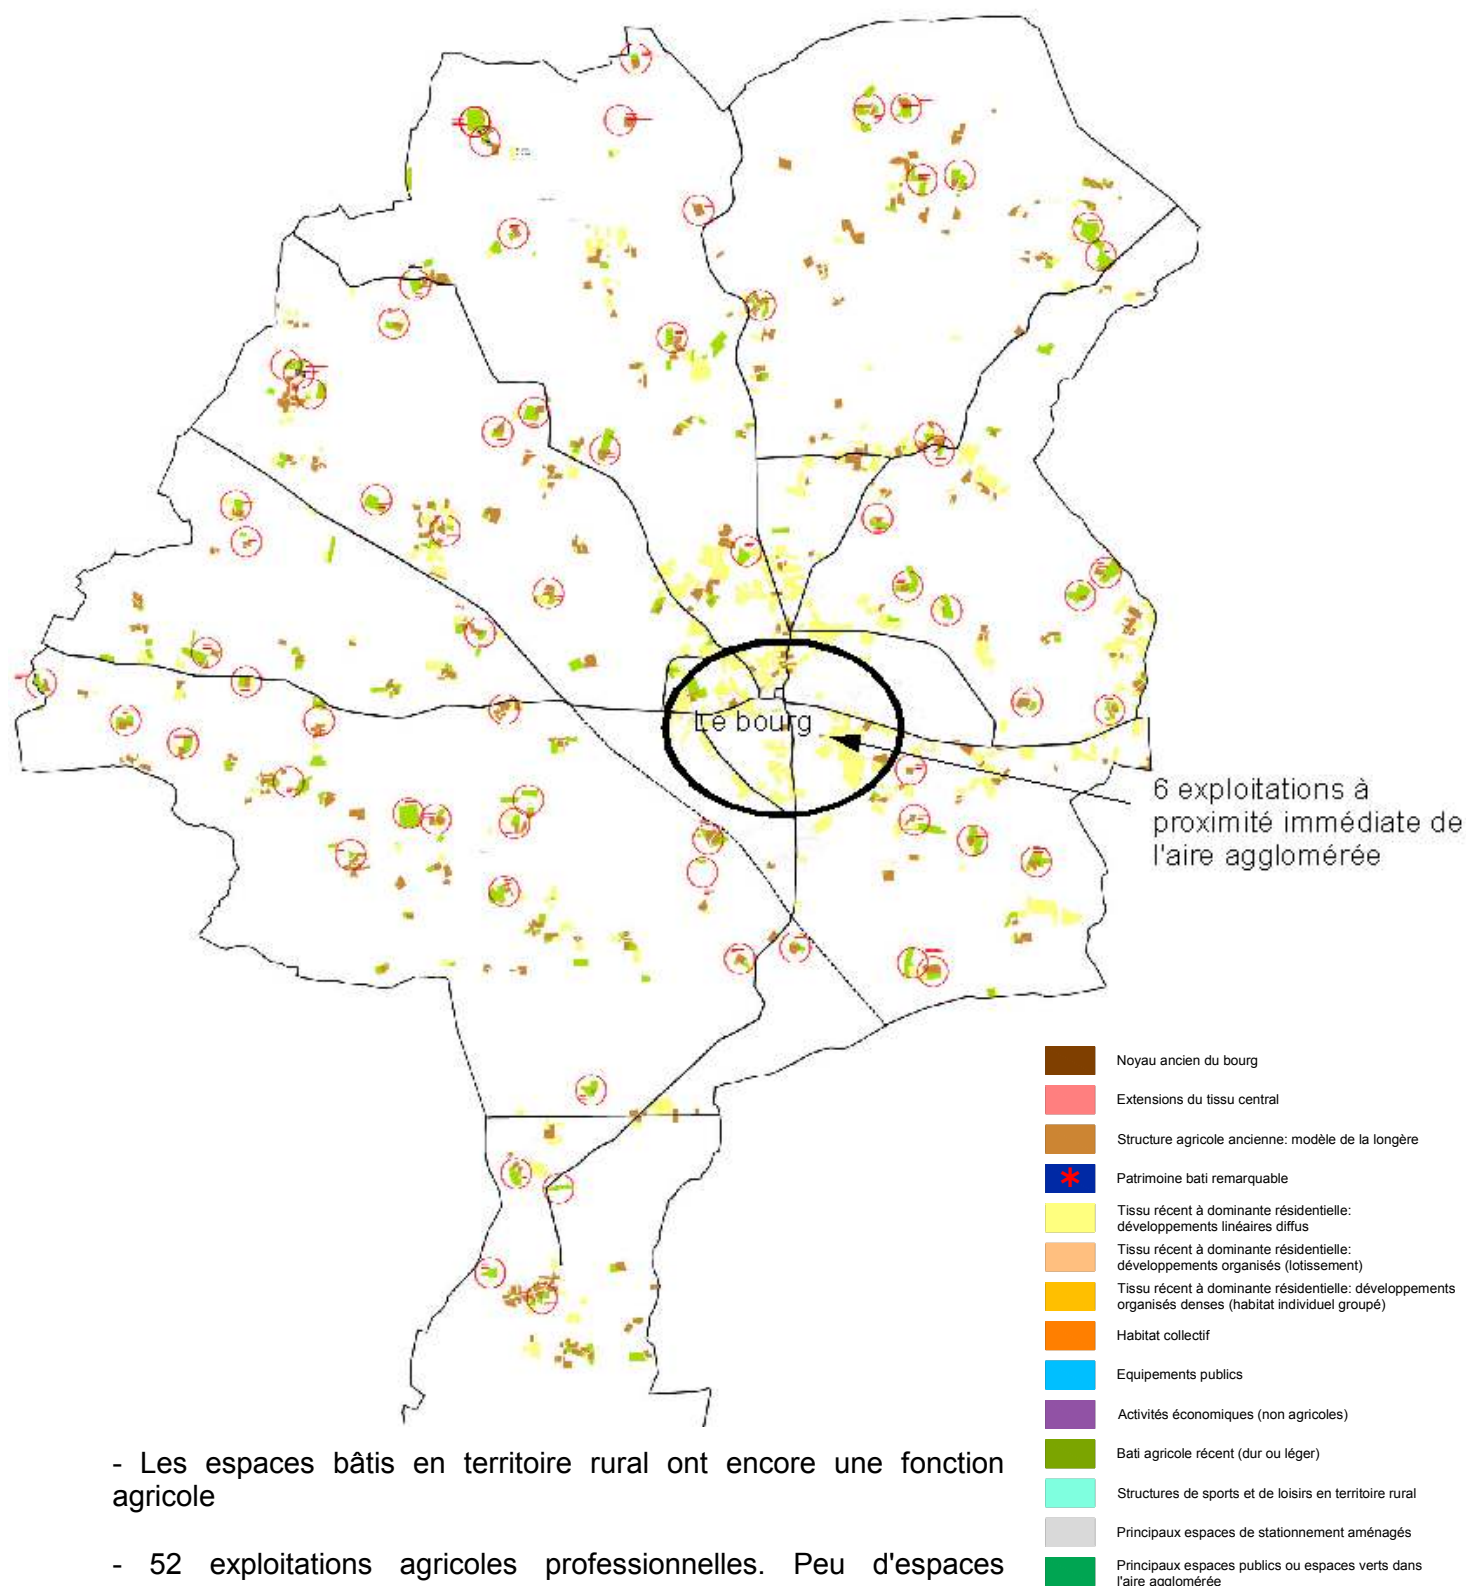 Le bourg
6 exploitations à
proximité immédiate de
l'aire agglomérée
Noyau ancien du bourg
Extensions du tissu central
Structure agricole ancienne: modèle de la longère
Patrimoine bati remarquable
Tissu récent à dominante résidentielle:
développements linéaires diffus
Tissu récent à dominante résidentielle:
développements organisés (lotissement)
Tissu récent à dominante résidentielle: développements
organisés denses (habitat individuel groupé)
Habitat collectif
Equipements publics
Activités économiques (non agricoles)
Bati agricole récent (dur ou léger)
Structures de sports et de loisirs en territoire rural
Principaux espaces de stationnement aménagés
Principaux espaces publics ou espaces verts dans
l'aire agglomérée
- Les espaces bâtis en territoire rural ont encore une fonction
agricole
- 52 exploitations agricoles professionnelles. Peu d'espaces